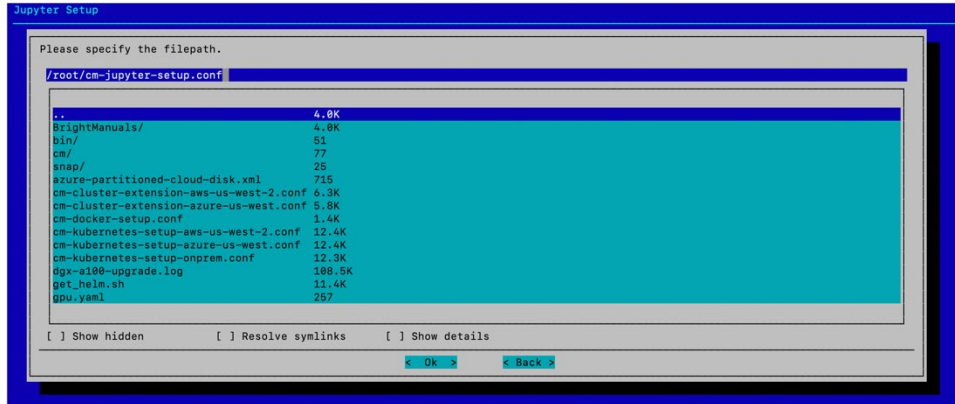 Jupyter Setup
Please specify the filepath.
/root/cm-jupyter-setup.conf
.. 4.0K
BrightManuals/ 4.0K
bin/ 51
cm/ 77
snap/ 25
azure-partitioned-cloud-disk.xml 715
cm-cluster-extension-aws-us-west-2.conf 6.3K
cm-cluster-extension-azure-us-west.conf 5.8K
cm-docker-setup.conf 1.4K
cm-kubernetes-setup-aws-us-west-2.conf 12.4K
cm-kubernetes-setup-azure-us-west.conf 12.4K
cm-kubernetes-setup-onprem.conf 12.3K
dgx-a100-upgrade.log 108.5K
get_helm.sh 11.4K
gpu.yaml 257
[ ] Show hidden [ ] Resolve symlinks [ ] Show details
< Ok > < Back >